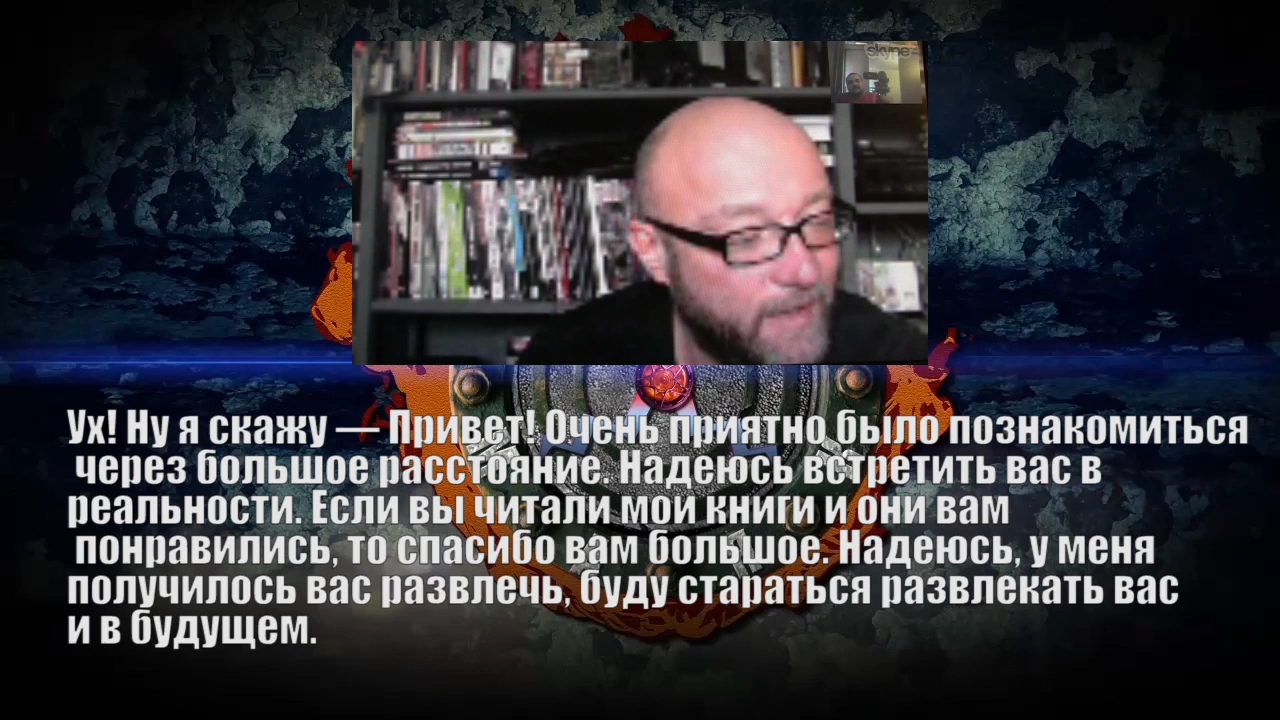 skype
Ух! Ну я скажу — Привет! Очень приятно было познакомиться
через большое расстояние. Надеюсь встретить вас в
реальности. Если вы читали мои книги и они вам
понравились, то спасибо вам большое. Надеюсь, у меня
получилось вас развлечь, буду стараться развлекать вас
и в будущем.